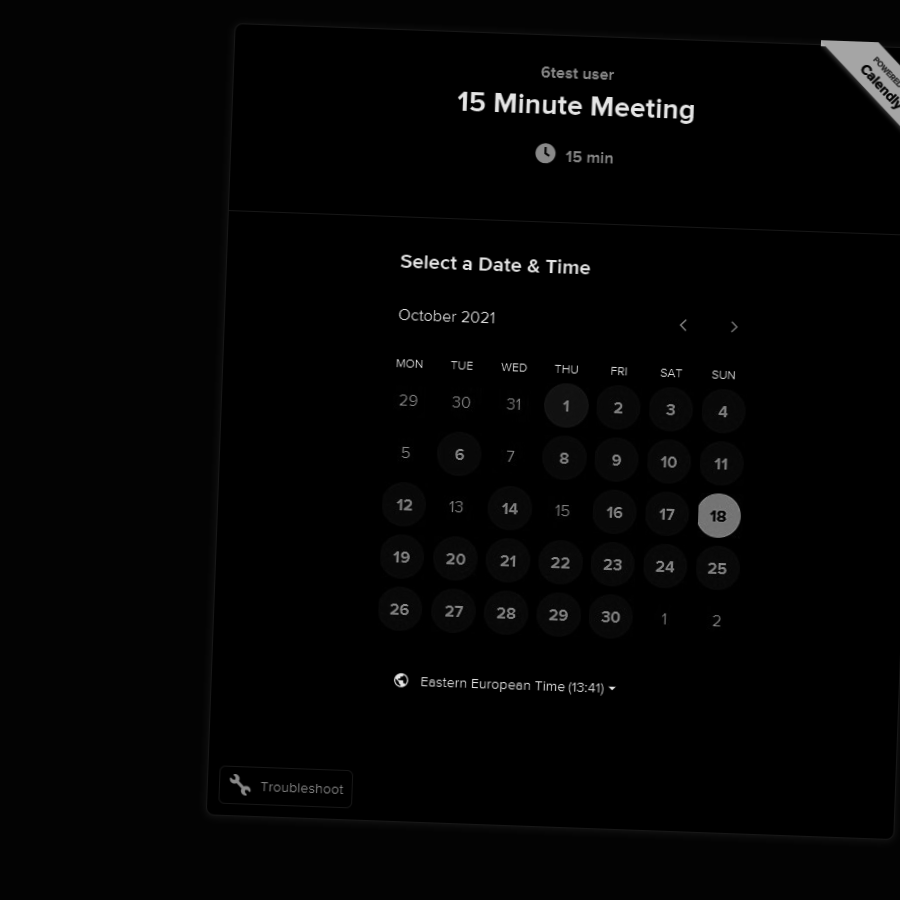 6test user
15 Minute Meeting
15 min
POWERED
Calendly
Select a Date & Time
October 2021
MON TUE WED THU FRI SAT SUN
29 30 31 1 2 3 4
5 6 7 8 9 10 11
12 13 14 15 16 17 18
19 20 21 22 23 24 25
26 27 28 29 30 1 2
Eastern European Time (13:41)
Troubleshoot